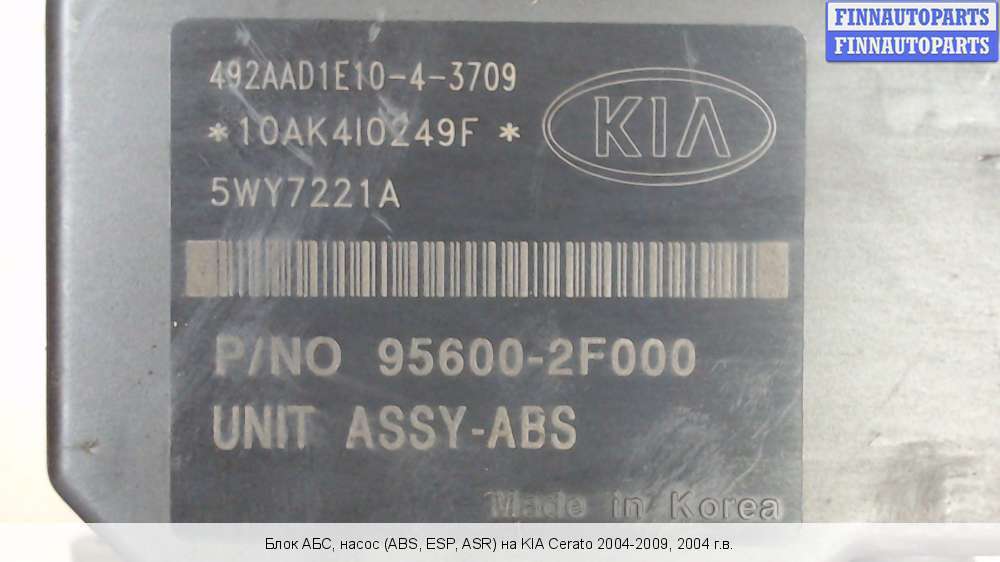 FINNAUTOPARTS
FINNAUTOPARTS
492AAD1E10-4-3709
*10AK4I0249F*
KIA
5WY7221A
P/NO 95600-2F000
UNIT ASSY-ABS
Made in Korea
Блок АБС, насос (ABS, ESP, ASR) на KIA Cerato 2004-2009, 2004 г.в.